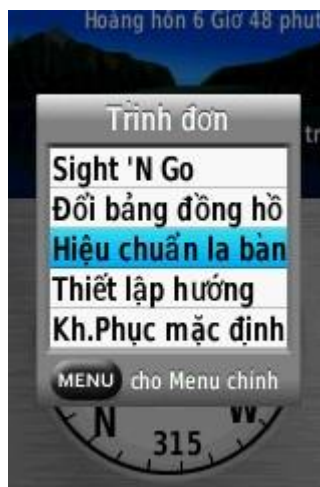 Hoàng hôn 6 Giờ 48 phút
tr
Trình đơn
Sight 'N Go
Đổi bảng đồng hồ
Hiệu chuẩn la bàn
Thiết lập hướng
Kh.Phục mặc định
MENU cho Menu chính
N 315 W